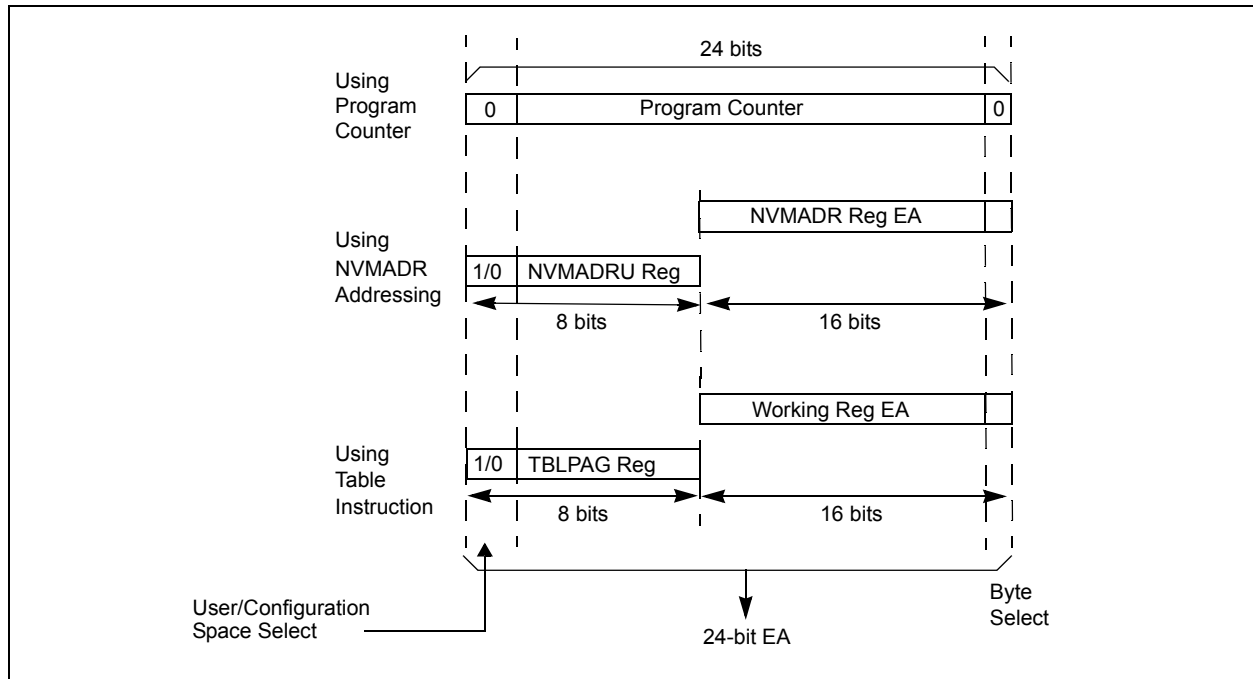 24 bits
Using
Program
Counter
0
Program Counter
0
NVMADR Reg EA
Using
NVMADR
Addressing
1/0
NVMADRU Reg
8 bits
16 bits
Working Reg EA
Using
Table
Instruction
1/0
TBLPAG Reg
8 bits
16 bits
User/Configuration
Space Select
24-bit EA
Byte
Select